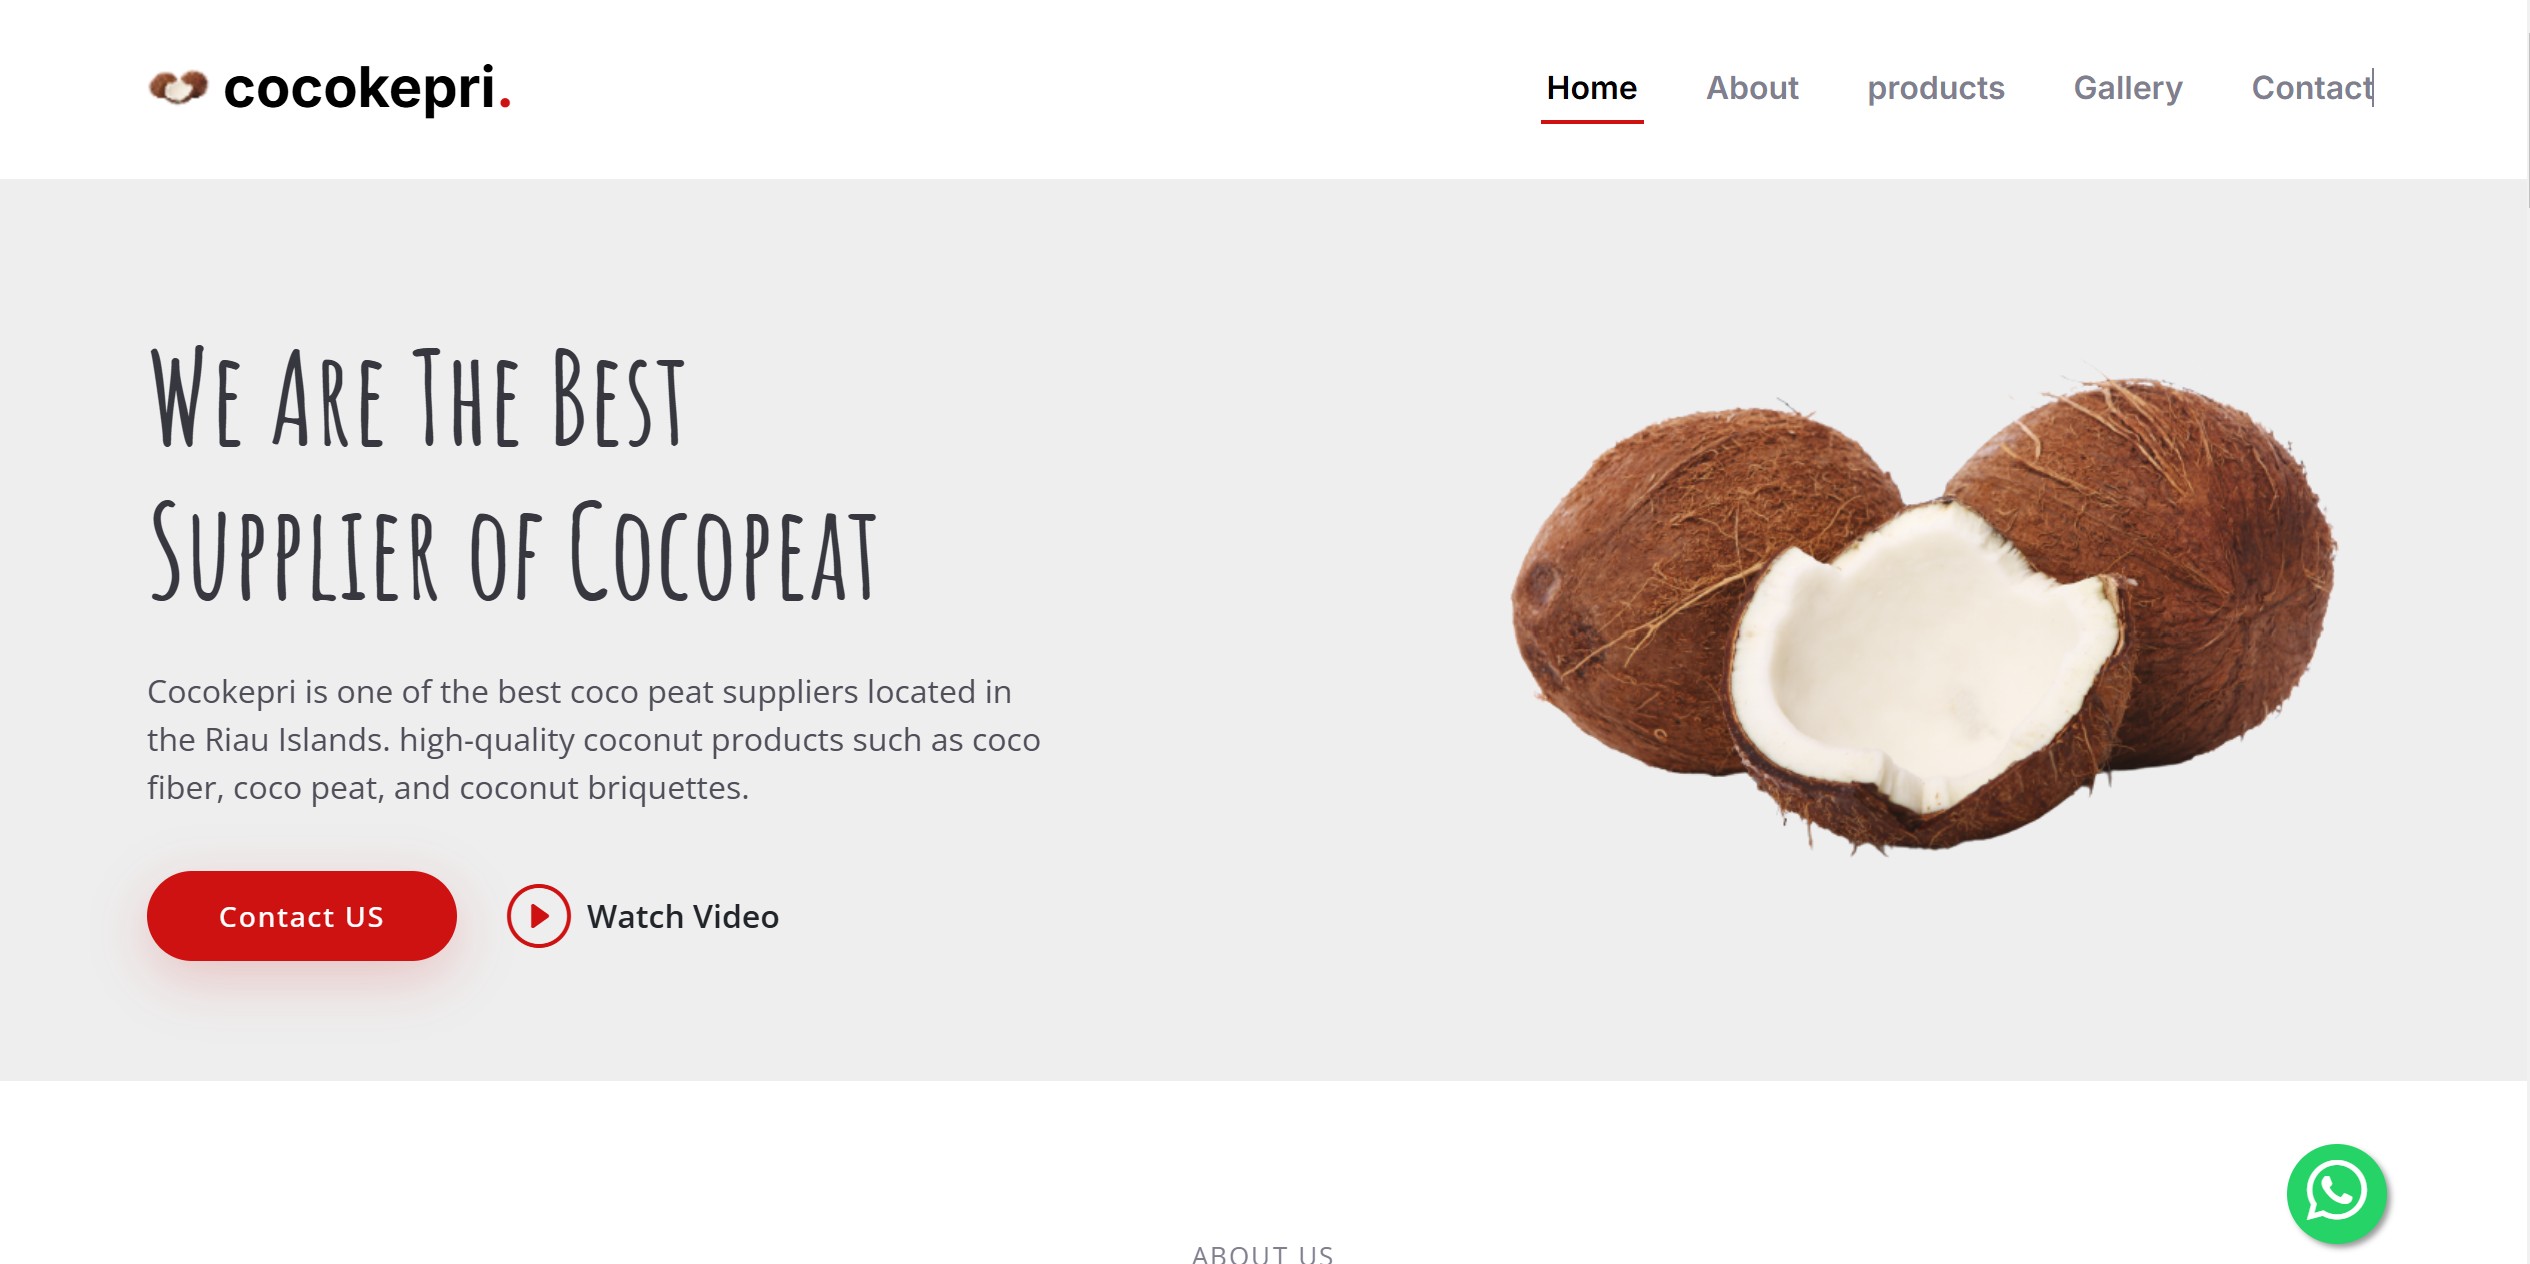 cocokepri.
Home About products Gallery Contact
We Are The Best
Supplier of Cocopeat
Cocokepri is one of the best coco peat suppliers located in
the Riau Islands. high-quality coconut products such as coco
fiber, coco peat, and coconut briquettes.
Contact US Watch Video
ABOUT US